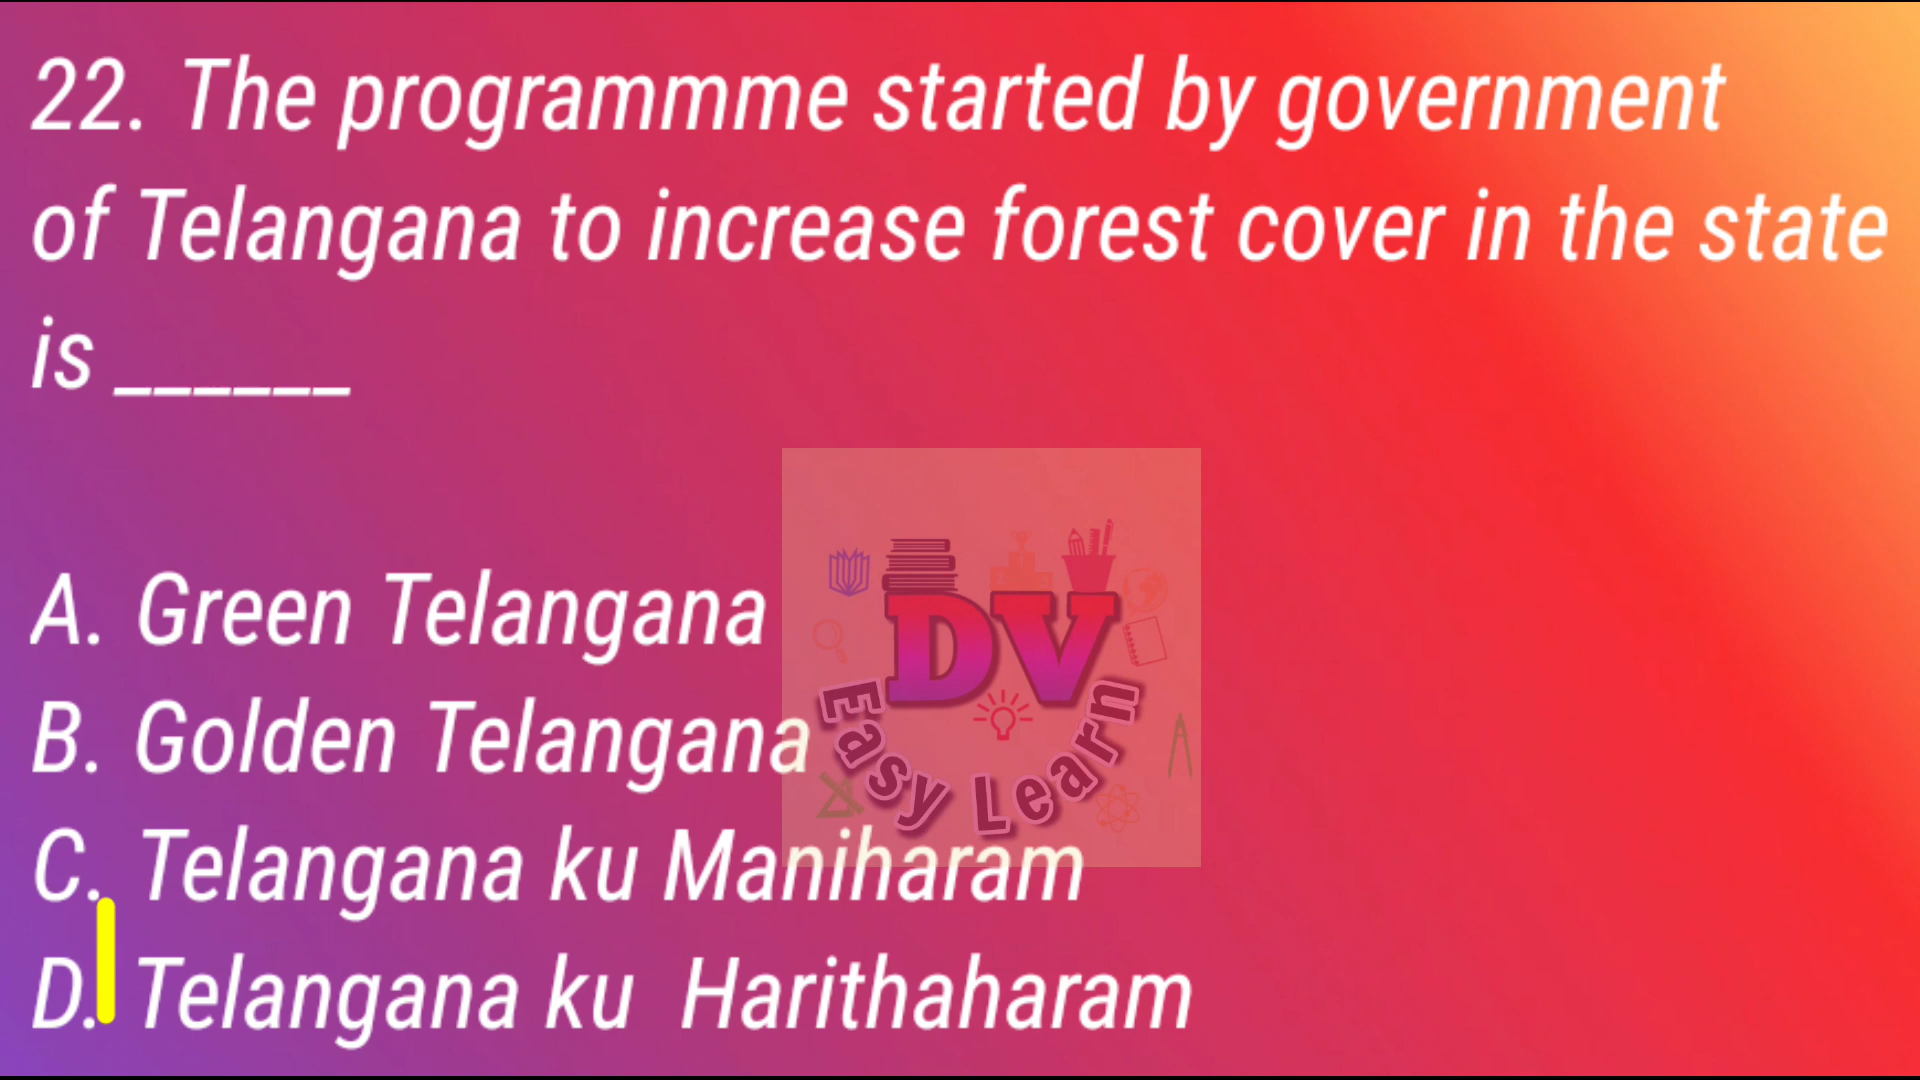 22. The programmme started by government
of Telangana to increase forest cover in the state
is ______
A. Green Telangana
B. Golden Telangana
C. Telangana ku Maniharam
D. Telangana ku Harithaharam
DV
Easy Learn